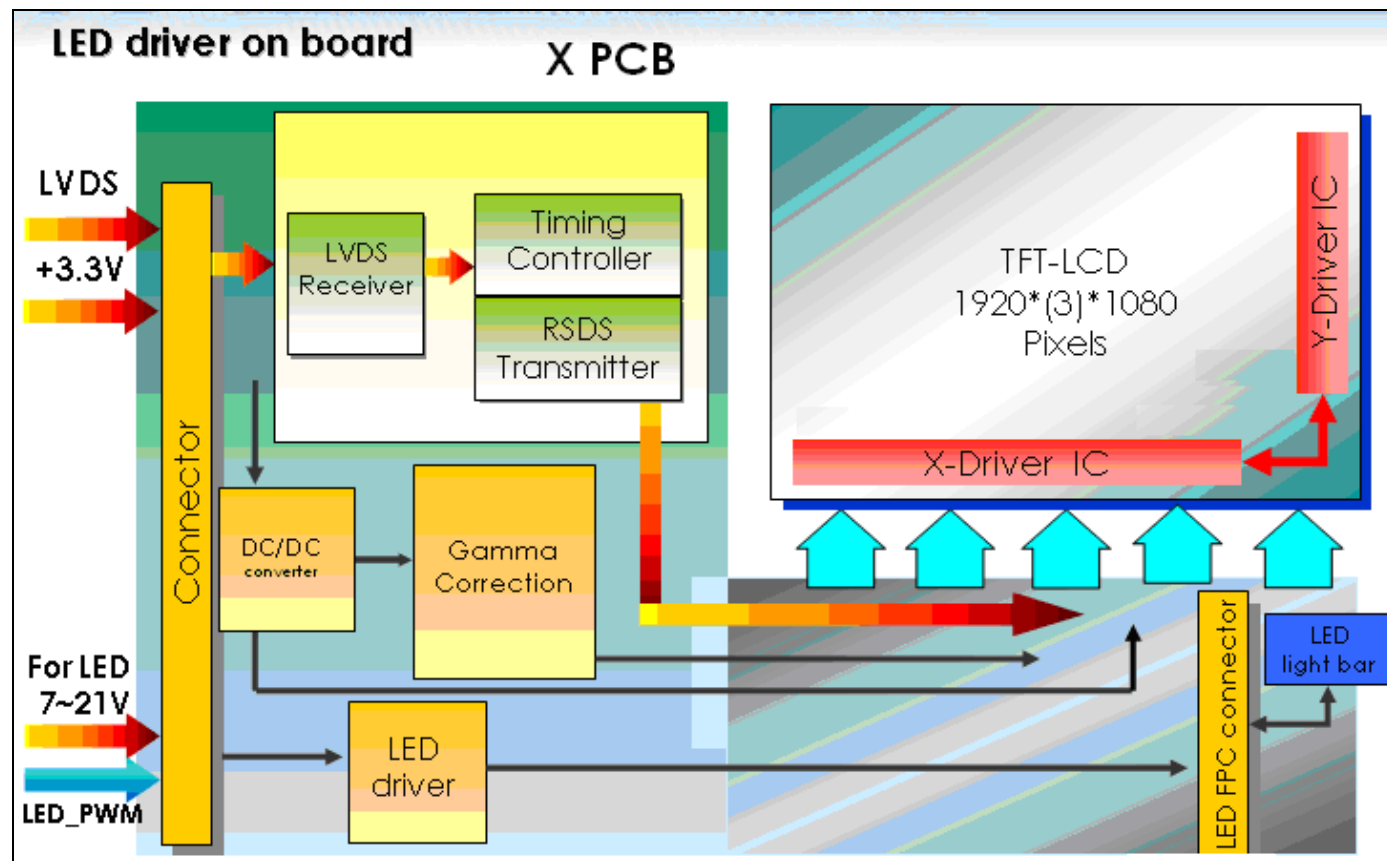 LED driver on board
X PCB
LVDS
+3.3V
For LED
7~21V
LED_PWM
Connector
LVDS
Receiver
Timing
Controller
RSDS
Transmitter
DC/DC
converter
Gamma
Correction
LED
driver
TFT-LCD
1920*(3)*1080
Pixels
Y-Driver IC
X-Driver IC
LED FPC connector
LED
light bar